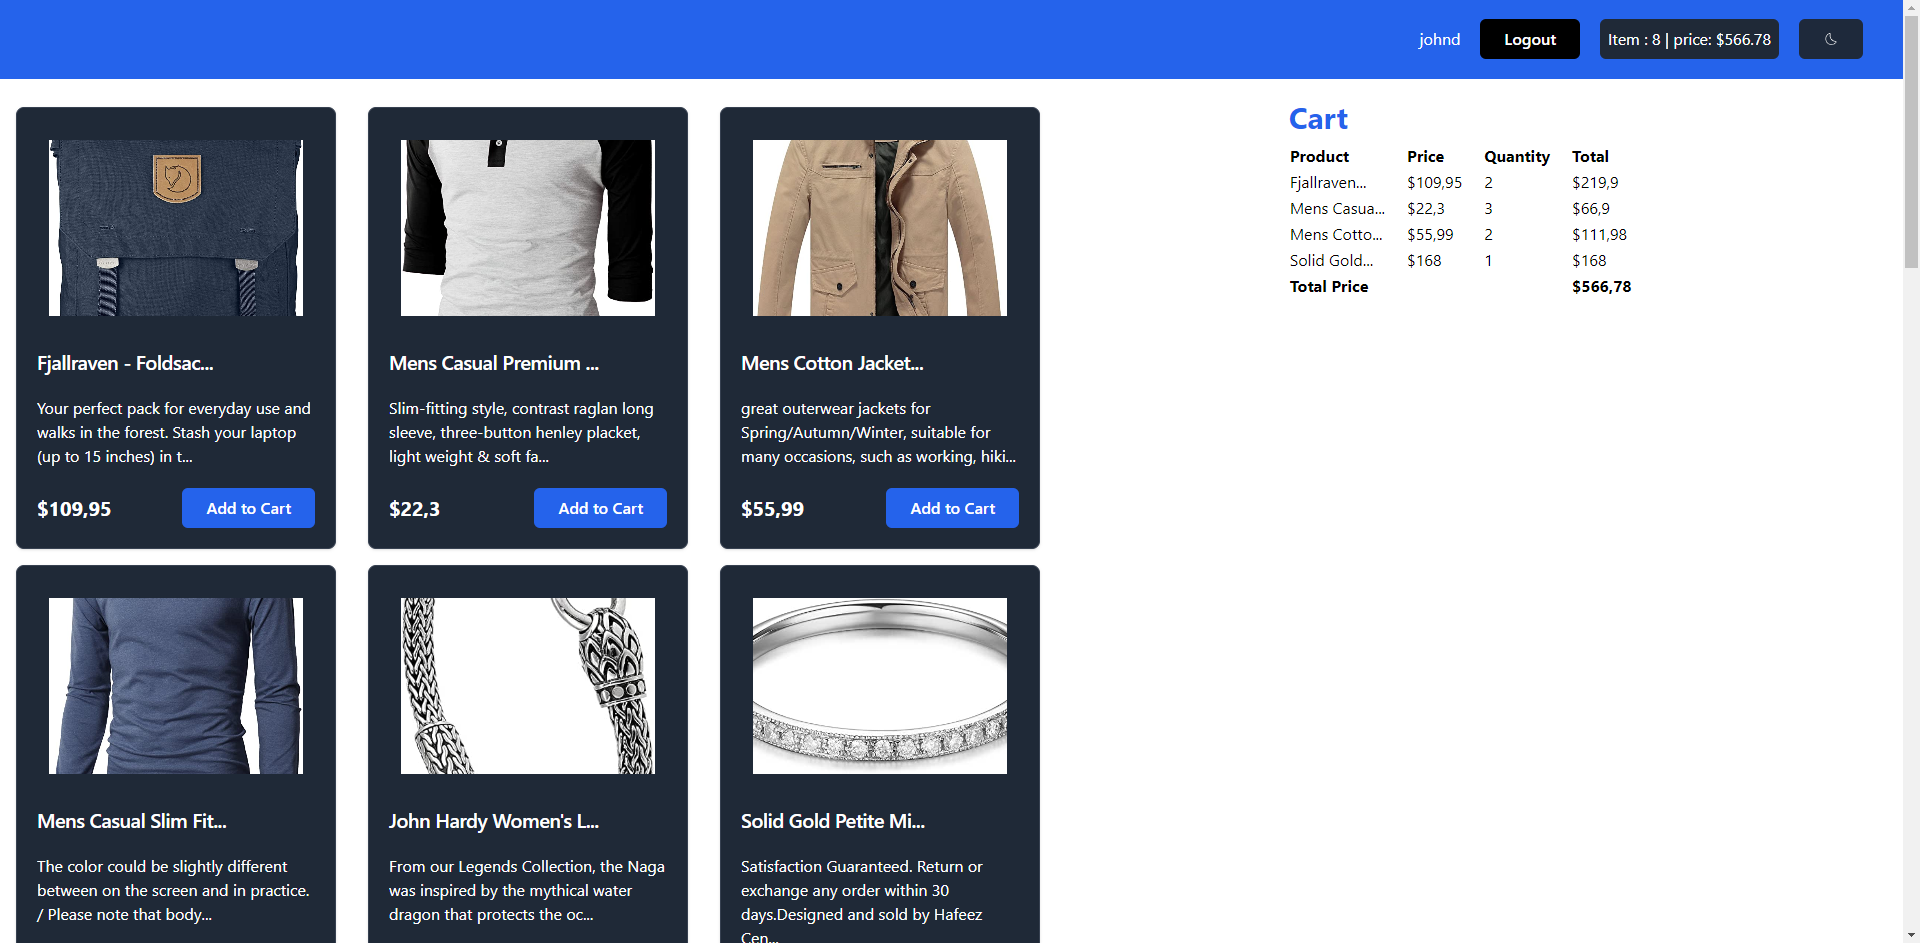 johnd
Logout
Item : 8 | price: $566.78
Fjallraven - Foldsac...
Your perfect pack for everyday use and
walks in the forest. Stash your laptop
(up to 15 inches) in t...
$109,95
Add to Cart
Mens Casual Premium ...
Slim-fitting style, contrast raglan long
sleeve, three-button henley placket,
light weight & soft fa...
$22,3
Add to Cart
Mens Cotton Jacket...
great outerwear jackets for
Spring/Autumn/Winter, suitable for
many occasions, such as working, hiki...
$55,99
Add to Cart
Mens Casual Slim Fit...
The color could be slightly different
between on the screen and in practice.
/ Please note that body...
John Hardy Women's L...
From our Legends Collection, the Naga
was inspired by the mythical water
dragon that protects the oc...
Solid Gold Petite Mi...
Satisfaction Guaranteed. Return or
exchange any order within 30
days.Designed and sold by Hafeez
Cen...
Cart
Product Price Quantity Total
Fjallraven... $109,95 2 $219,9
Mens Casua... $22,3 3 $66,9
Mens Cotto... $55,99 2 $111,98
Solid Gold... $168 1 $168
Total Price $566,78